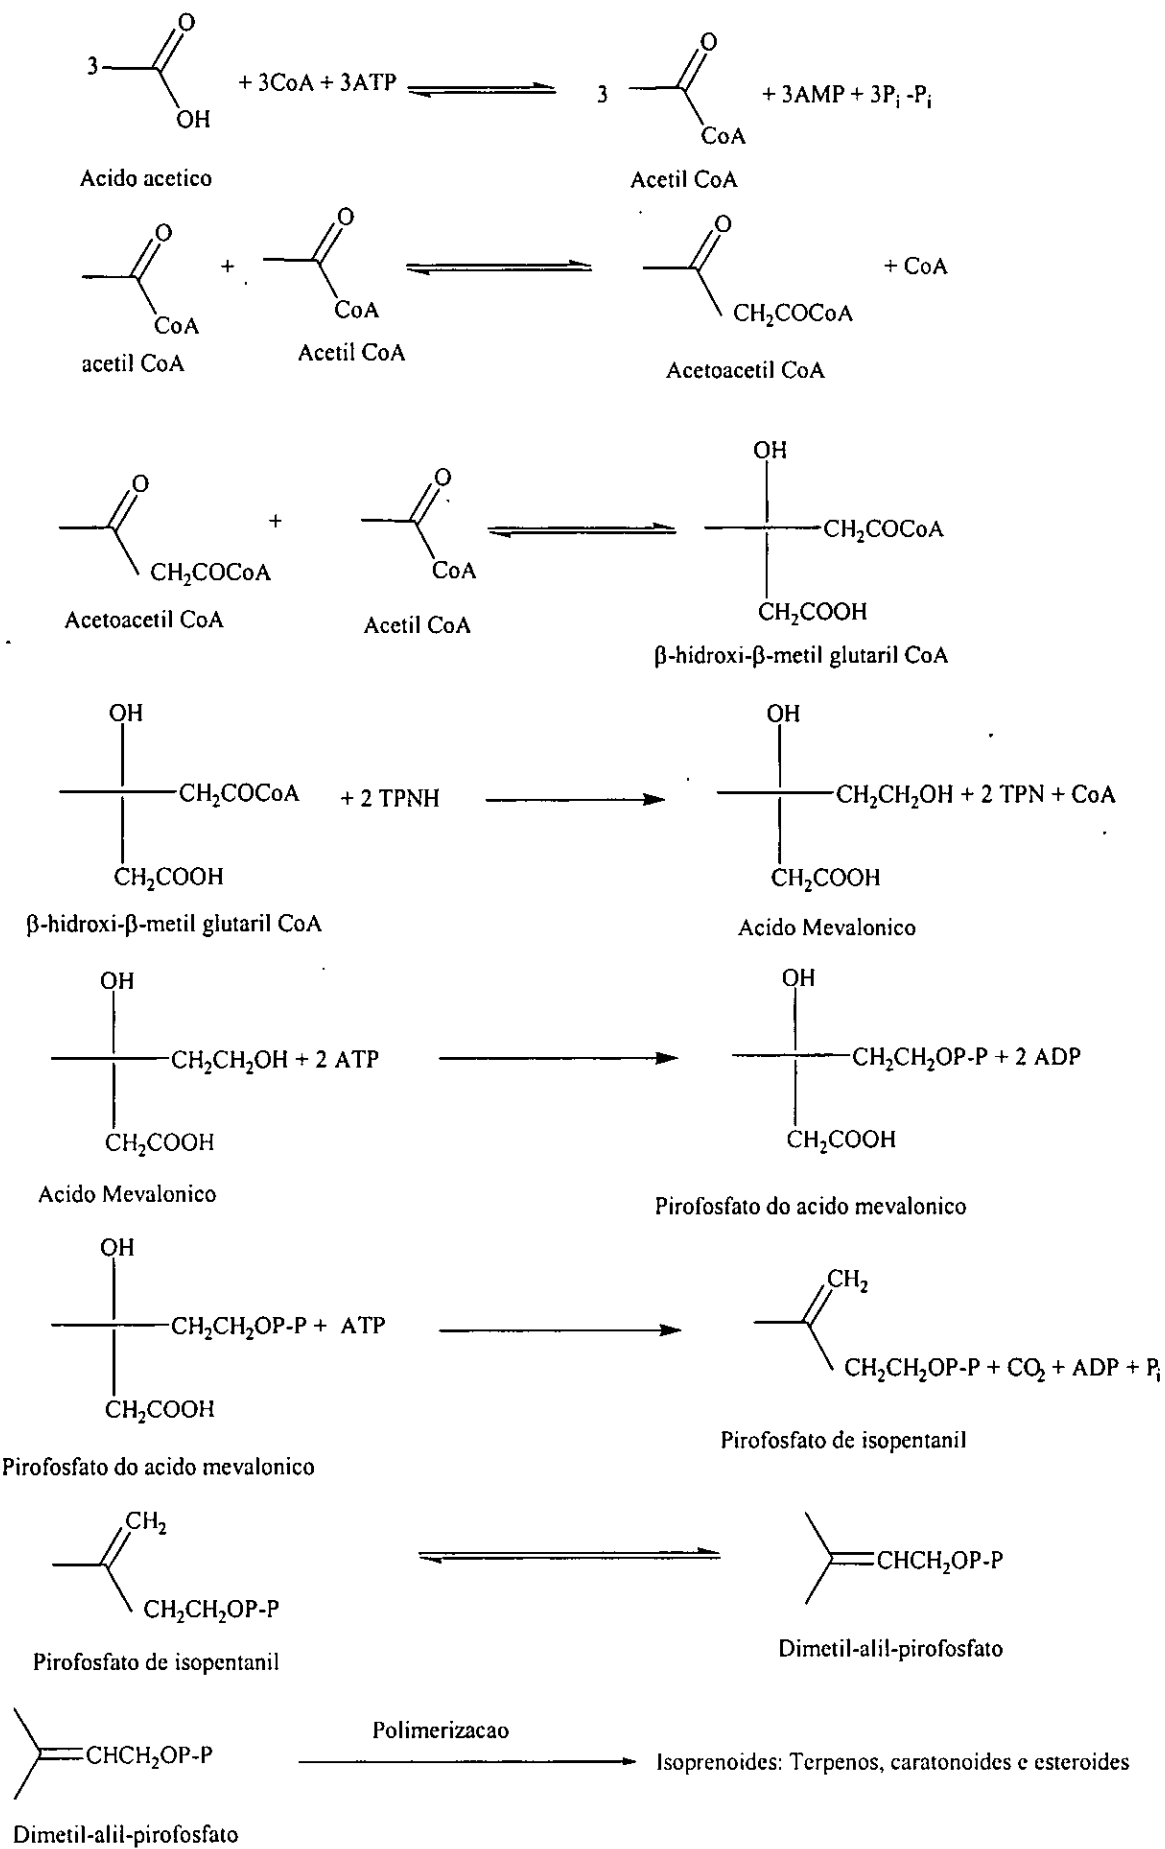 O
3
+ 3CoA + 3ATP
OH
Acido acetico
O
3
+ 3AMP + 3Pi -Pi
CoA
Acetil CoA
O
CoA
acetil CoA
+
O
CoA
Acetil CoA
O
CH2COCoA
+ CoA
Acetoacetil CoA
O
CH2COCoA
Acetoacetil CoA
+
O
CoA
Acetil CoA
OH
CH2COCoA
CH2COOH
β-hidroxi-β-metil glutaril CoA
OH
CH2COCoA + 2 TPNH
CH2COOH
β-hidroxi-β-metil glutaril CoA
OH
CH2CH2OH + 2 TPN + CoA
CH2COOH
Acido Mevalonico
OH
CH2CH2OH + 2 ATP
CH2COOH
Acido Mevalonico
OH
CH2CH2OP-P + 2 ADP
CH2COOH
Pirofosfato do acido mevalonico
OH
CH2CH2OP-P + ATP
CH2COOH
Pirofosfato do acido mevalonico
CH2
CH2CH2OP-P + CO2 + ADP + Pi
Pirofosfato de isopentanil
CH2
CH2CH2OP-P
Pirofosfato de isopentanil
CHCH2OP-P
Dimetil-alil-pirofosfato
CHCH2OP-P
Dimetil-alil-pirofosfato
Polimerizacao
Isoprenoides: Terpenos, caratonoides e esteroides